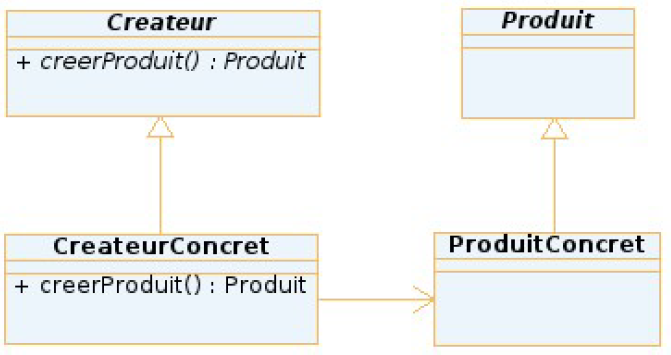 Createur
+ creerProduit() : Produit
Produit
CreateurConcret
+ creerProduit() : Produit
ProduitConcret